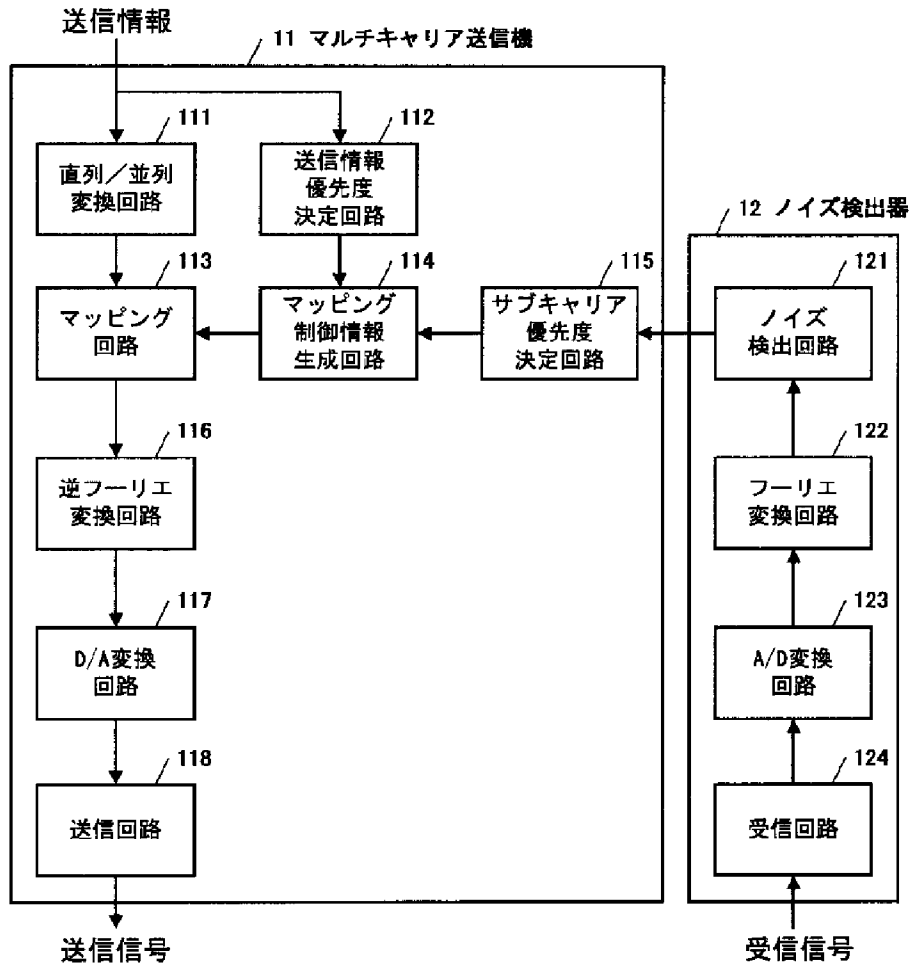 送信情報
11 マルチキャリア送信機
111
直列/並列
変換回路
112
送信情報
優先度
決定回路
12 ノイズ検出器
113
マッピング
回路
114
マッピング
制御情報
生成回路
115
サブキャリア
優先度
決定回路
121
ノイズ
検出回路
116
逆フーリエ
変換回路
122
フーリエ
変換回路
117
D/A変換
回路
123
A/D変換
回路
118
送信回路
124
受信回路
送信信号
受信信号